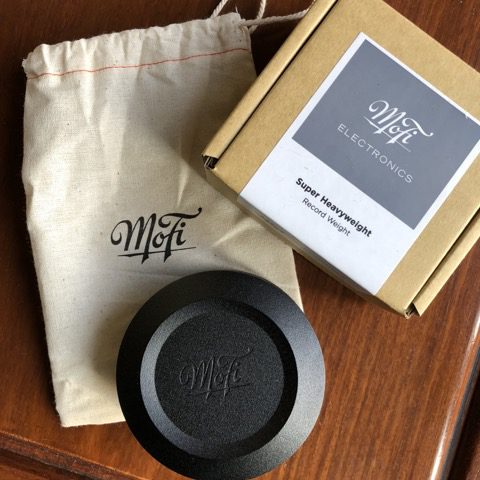 MoFi
ELECTRONICS
Super Heavyweight
Record Weight
MoFi
MoFi